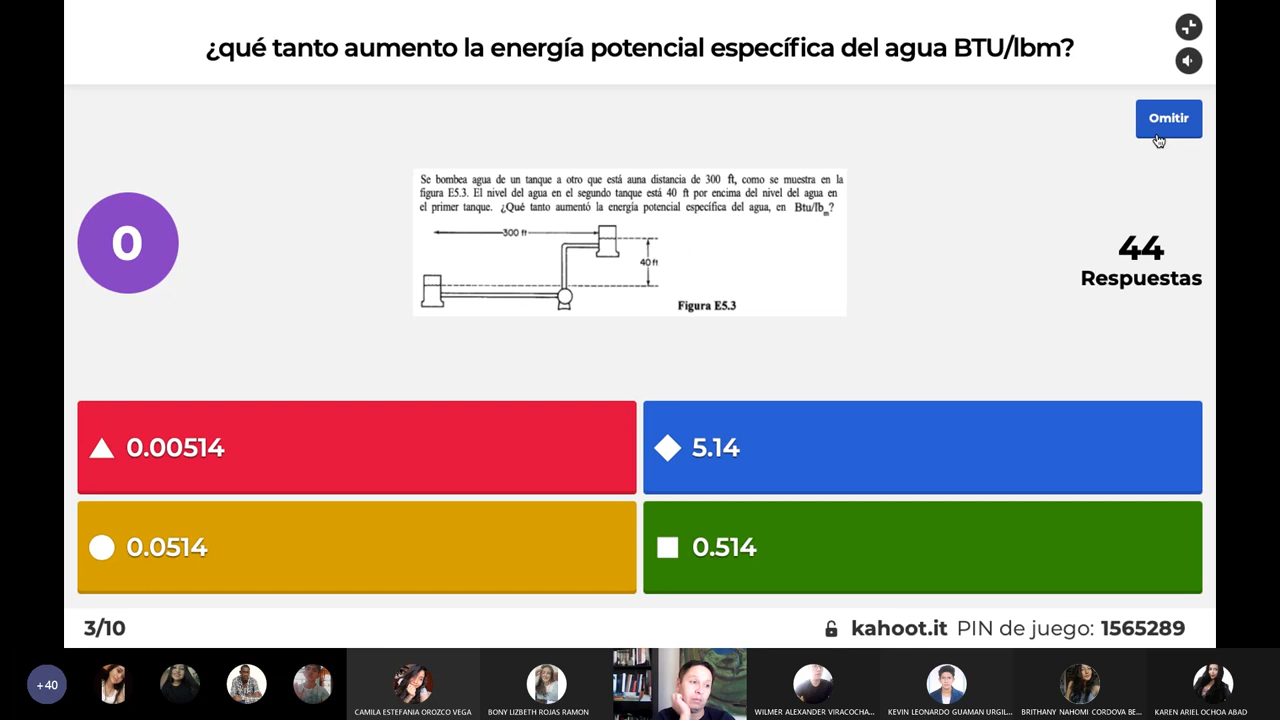 ¿qué tanto aumento la energía potencial específica del agua BTU/lbm?
Omitir
Se bombea agua de un tanque a otro que está auna distancia de 300 ft, como se muestra en la
figura E5.3. El nivel del agua en el segundo tanque está 40 ft por encima del nivel del agua en
el primer tanque. ¿Qué tanto aumentó la energía potencial específica del agua, en Btu/lbm?
300 ft
40 ft
Figura E5.3
0
44
Respuestas
0.00514
5.14
0.0514
0.514
3/10
kahoot.it PIN de juego: 1565289
+40
CAMILA ESTEFANIA OROZCO VEGA
BONY LIZBETH ROJAS RAMON
WILMER ALEXANDER VIRACOCHA...
KEVIN LEONARDO GUAMAN URGIL...
BRITHANY NAHOMI CORDOVA BE...
KAREN ARIEL OCHOA ABAD